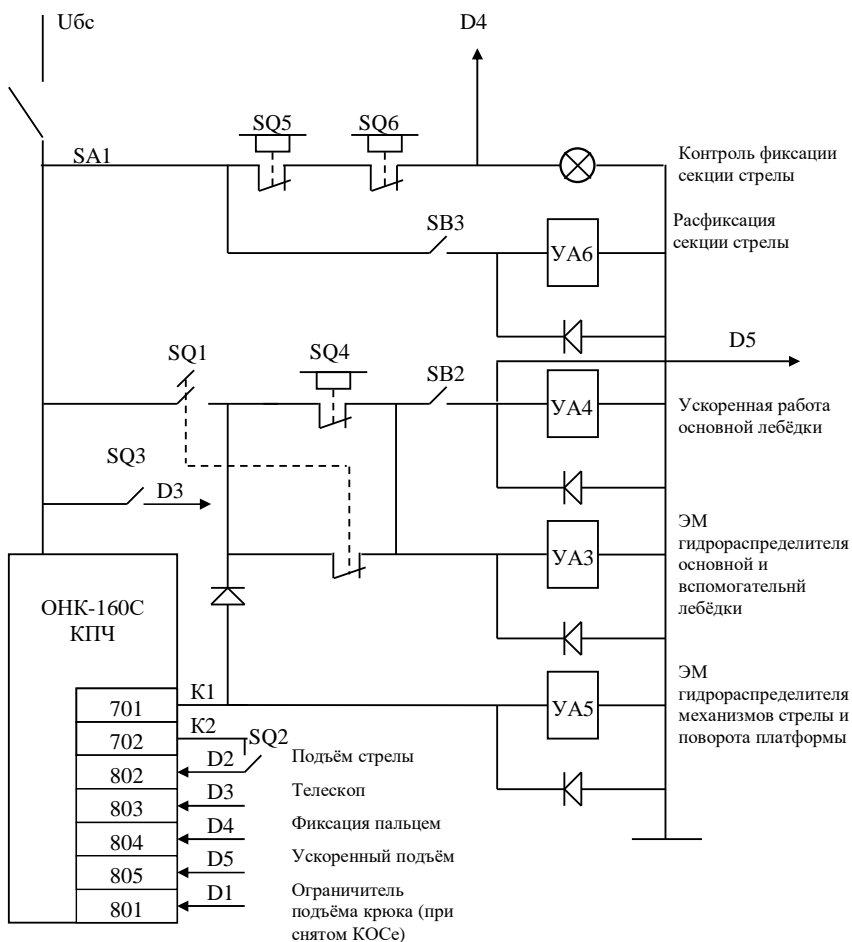 Uбс
D4
SQ5
SQ6
SA1
Контроль фиксации
секции стрелы
SB3
УА6
Расфиксация
секции стрелы
D5
SQ1
SQ4
SB2
УА4
Ускоренная работа
основной лебёдки
SQ3
D3
УА3
ЭМ
гидрораспределителя
основной и
вспомогательнй
лебёдки
ОНК-160С
КПЧ
УА5
ЭМ
гидрораспределителя
механизмов стрелы и
поворота платформы
701
К1
702
К2
SQ2
802
D2
Подъём стрелы
803
D3
Телескоп
804
D4
Фиксация пальцем
805
D5
Ускоренный подъём
801
D1
Ограничитель
подъёма крюка (при
снятом КОСе)